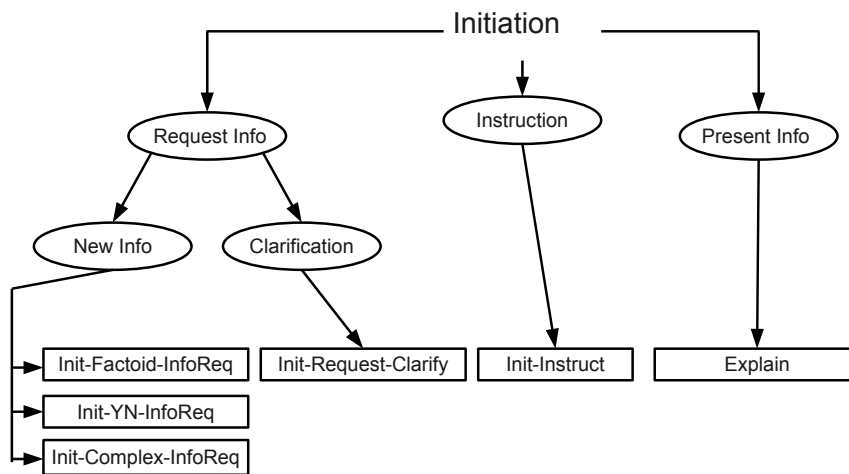 Initiation
Request Info
Instruction
Present Info
New Info
Clarification
Init-Factoid-InfoReq
Init-Request-Clarify
Init-Instruct
Explain
Init-YN-InfoReq
Init-Complex-InfoReq